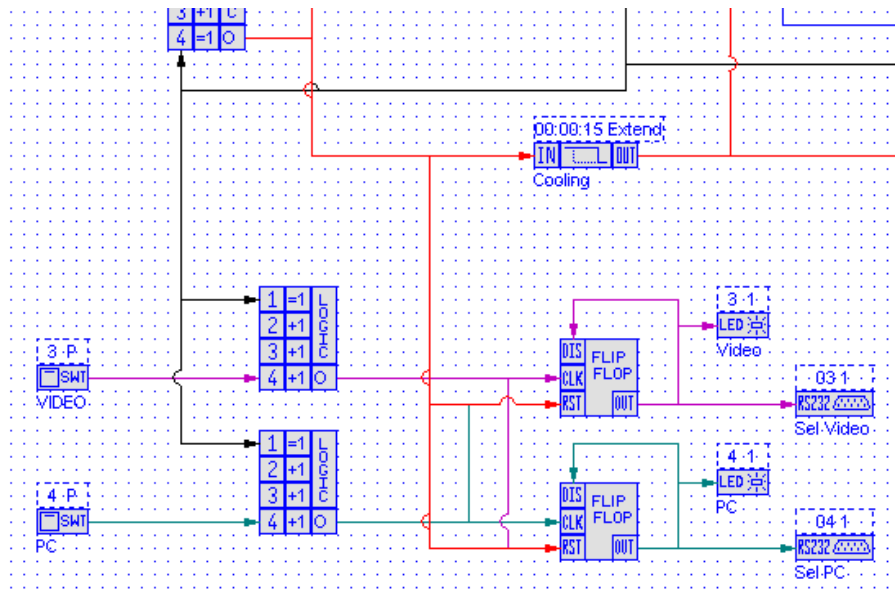 3 +1 C
4 =1 O
00:00:15 Extend
IN OUT
Cooling
1 =1 L
2 +1 O
3 +1 G
4 +1 O
LOGIC
3 P
SWT
VIDEO
DIS FLIP
CLK FLOP
RST OUT
3 1
LED
Video
03 1
RS232
Sel Video
1 =1
2 +1
3 +1
4 +1 O
LOGIC
4 P
SWT
PC
DIS FLIP
CLK FLOP
RST OUT
4 1
LED
PC
04 1
RS232
Sel PC